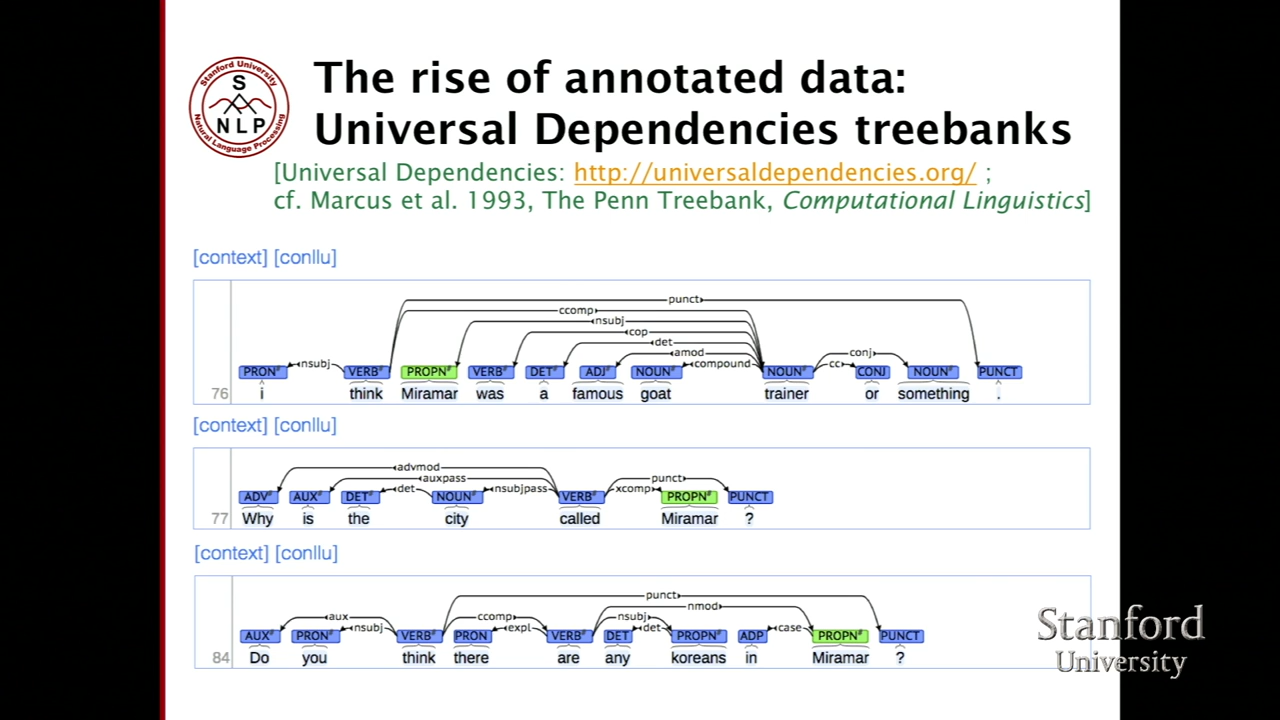 Stanford University
S
NLP
Natural Language Processing
The rise of annotated data:
Universal Dependencies treebanks
[Universal Dependencies: http://universaldependencies.org/ ;
cf. Marcus et al. 1993, The Penn Treebank, Computational Linguistics]
[context] [conllu]
punct
ccomp
nsubj
cop
det
amod
nsubj compound conj cc
PRON# VERB# PROPN# VERB# DET# ADJ# NOUN# NOUN# CONJ NOUN# PUNCT
76 i think Miramar was a famous goat trainer or something .
[context] [conllu]
advmod
auxpass punct
det nsubjpass xcomp
ADV# AUX# DET# NOUN# VERB# PROPN# PUNCT
77 Why is the city called Miramar ?
[context] [conllu]
punct
nmod
aux ccomp nsubj
nsubj expl det case
AUX# PRON# VERB# PRON VERB# DET PROPN# ADP PROPN# PUNCT
84 Do you think there are any koreans in Miramar ?
Stanford
University